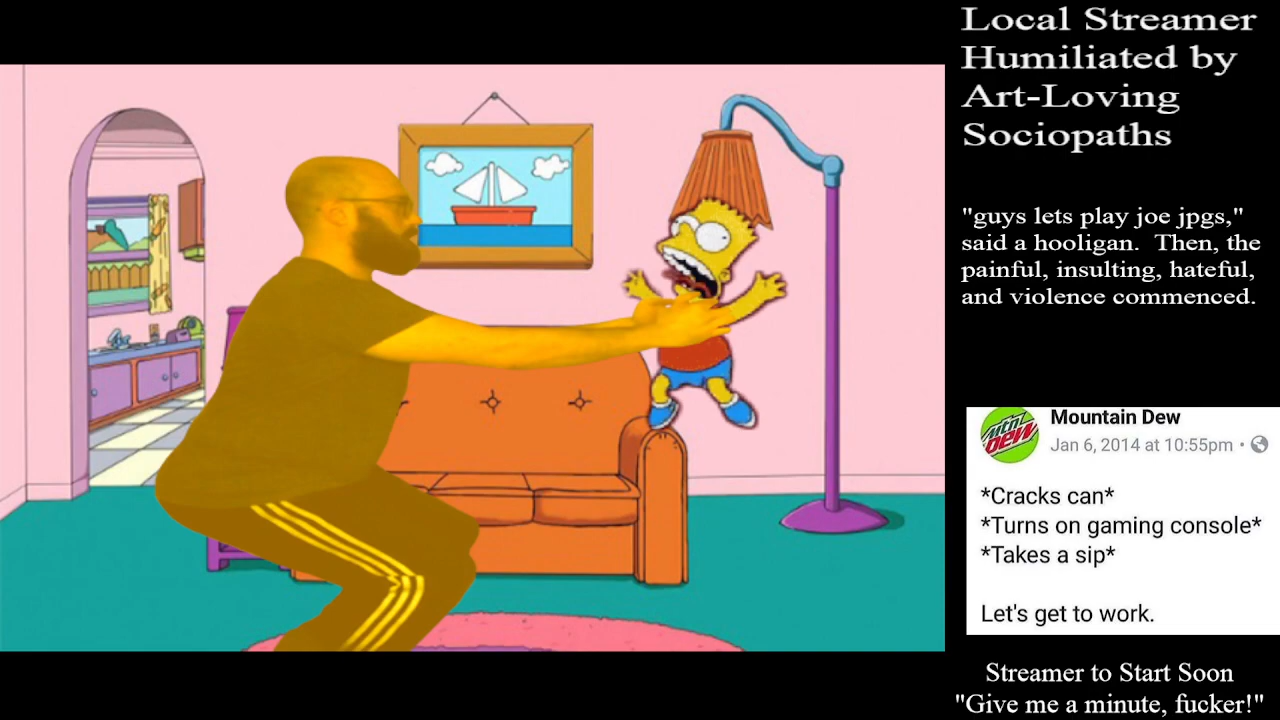 Local Streamer
Humiliated by
Art-Loving
Sociopaths
"guys lets play joe jpgs,"
said a hooligan.  Then, the
painful, insulting, hateful,
and violence commenced.
Mtn
DEW
Mountain Dew
Jan 6, 2014 at 10:55pm •
*Cracks can*
*Turns on gaming console*
*Takes a sip*
Let's get to work.
Streamer to Start Soon
"Give me a minute, fucker!"